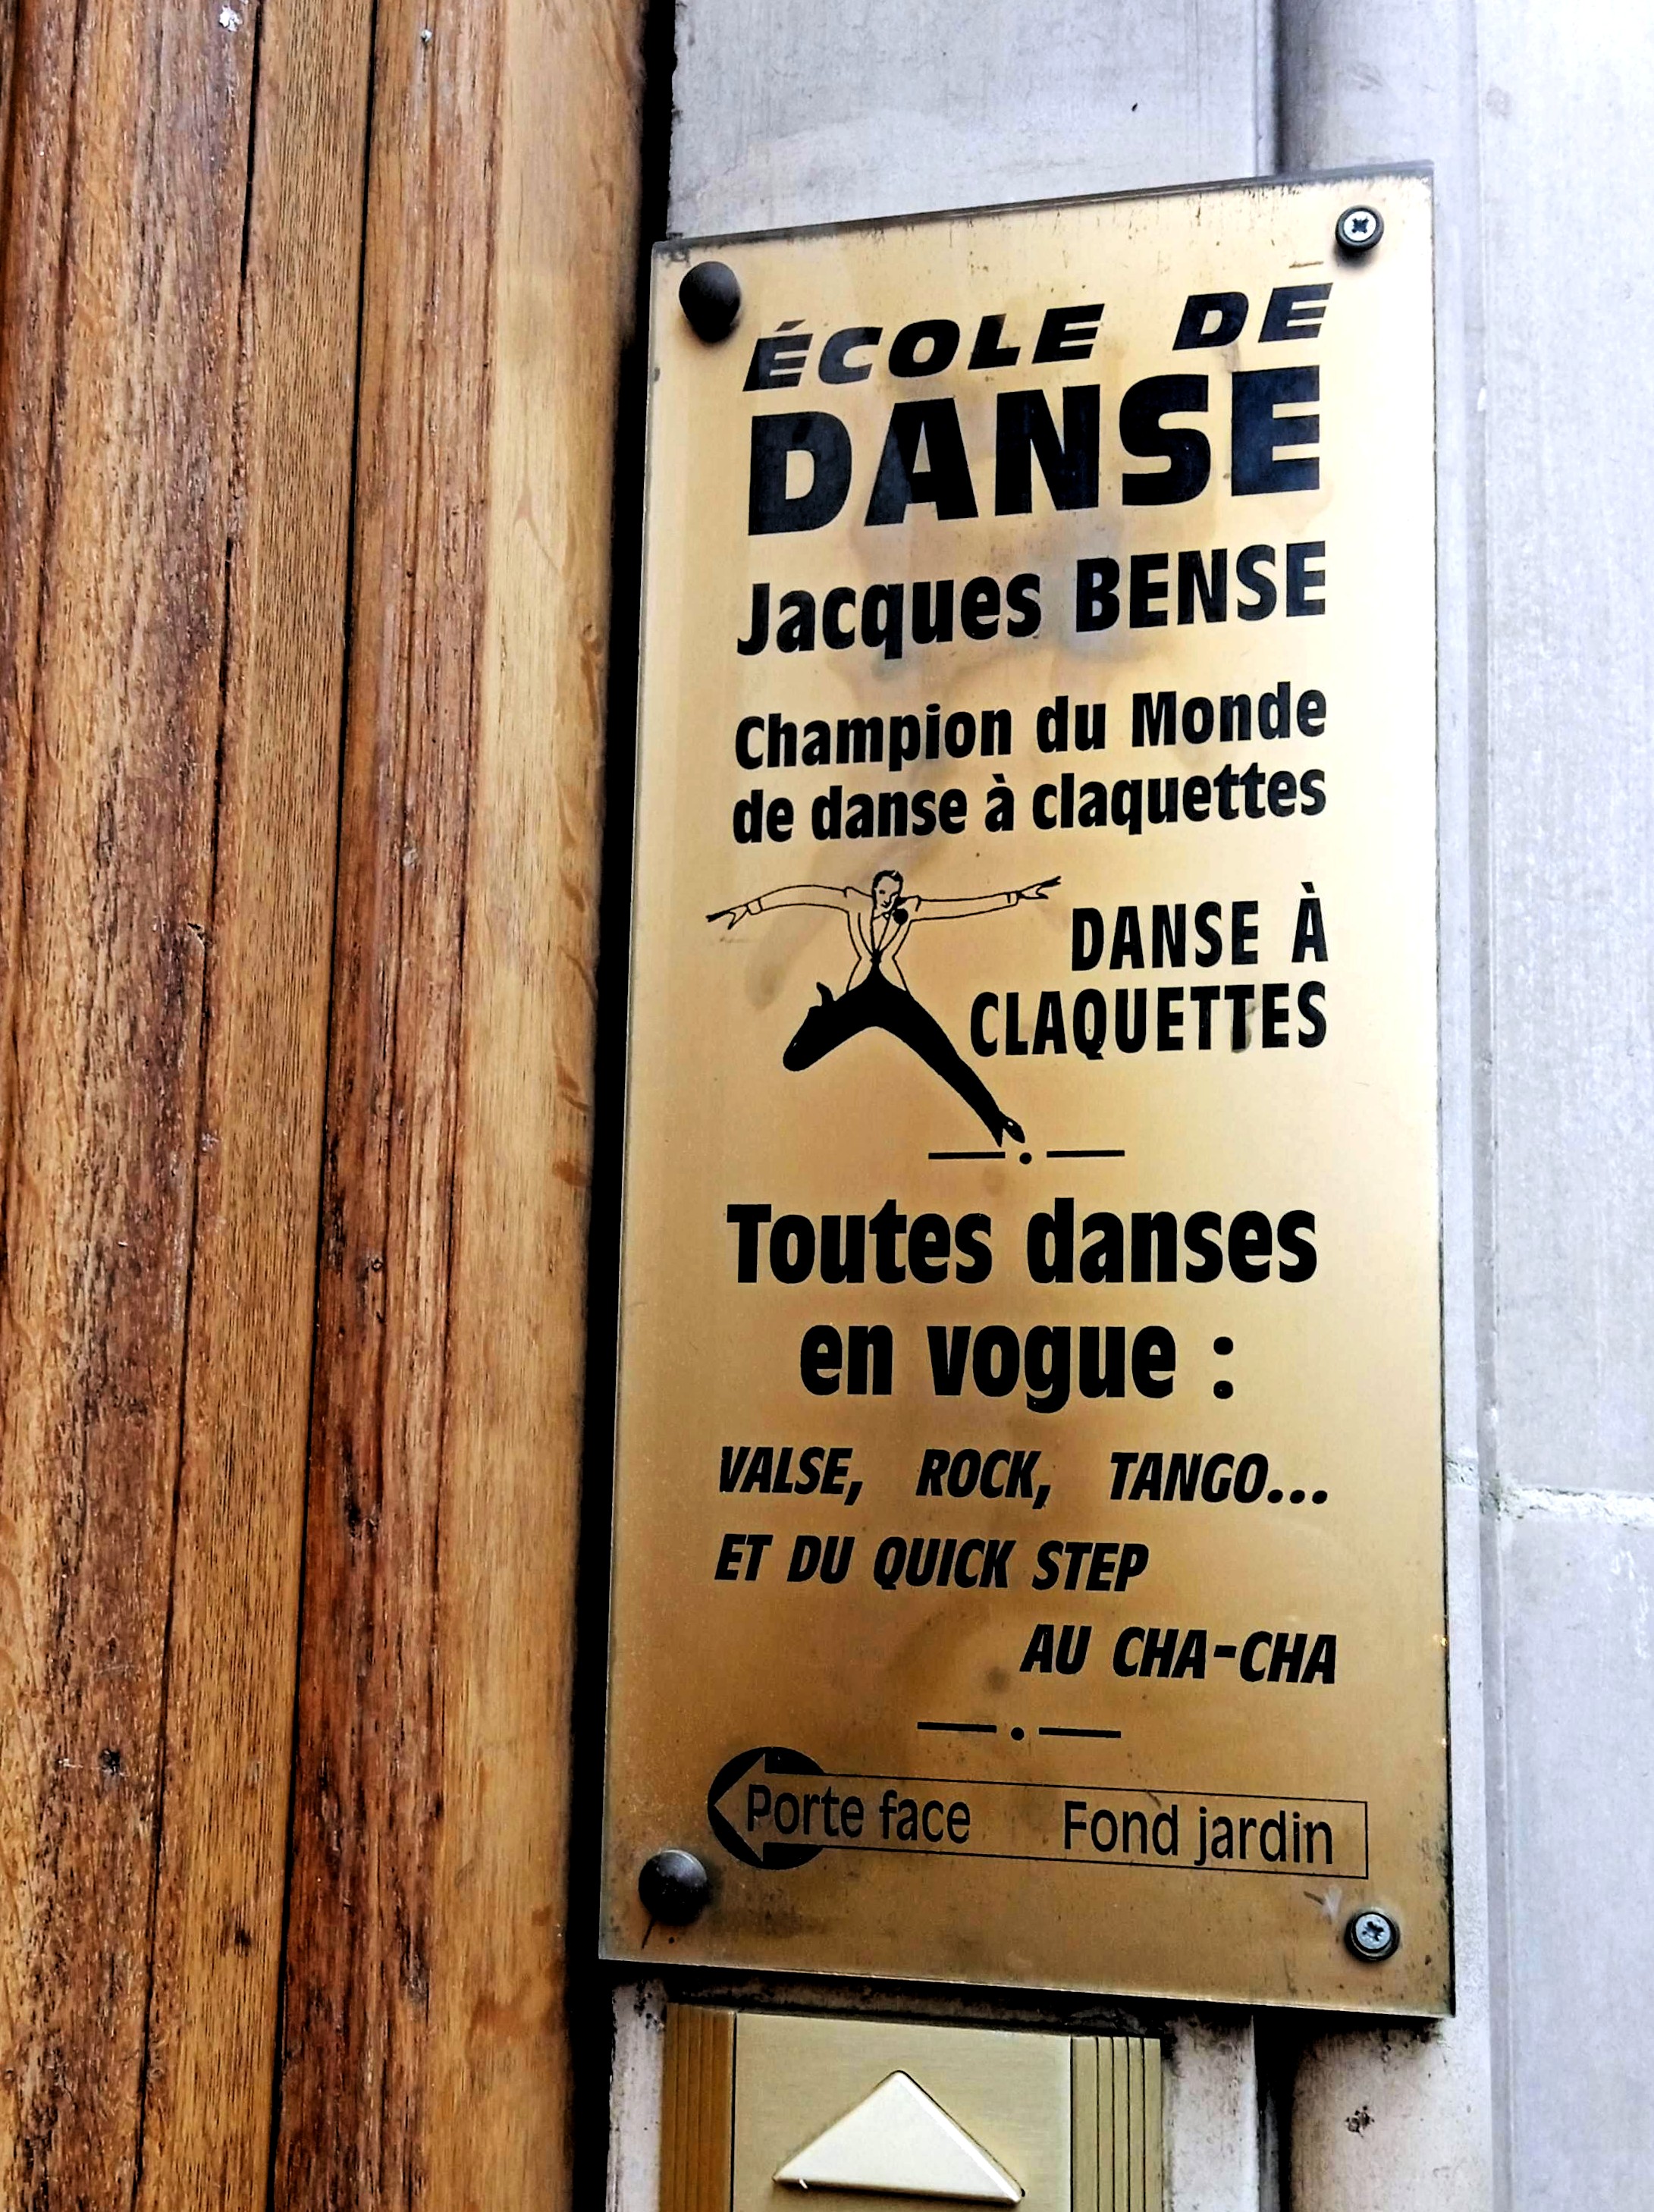 ÉCOLE DE
DANSE
Jacques BENSE
Champion du Monde
de danse à claquettes
DANSE À
CLAQUETTES
Toutes danses
en vogue :
VALSE, ROCK, TANGO...
ET DU QUICK STEP
AU CHA-CHA
Porte face Fond jardin